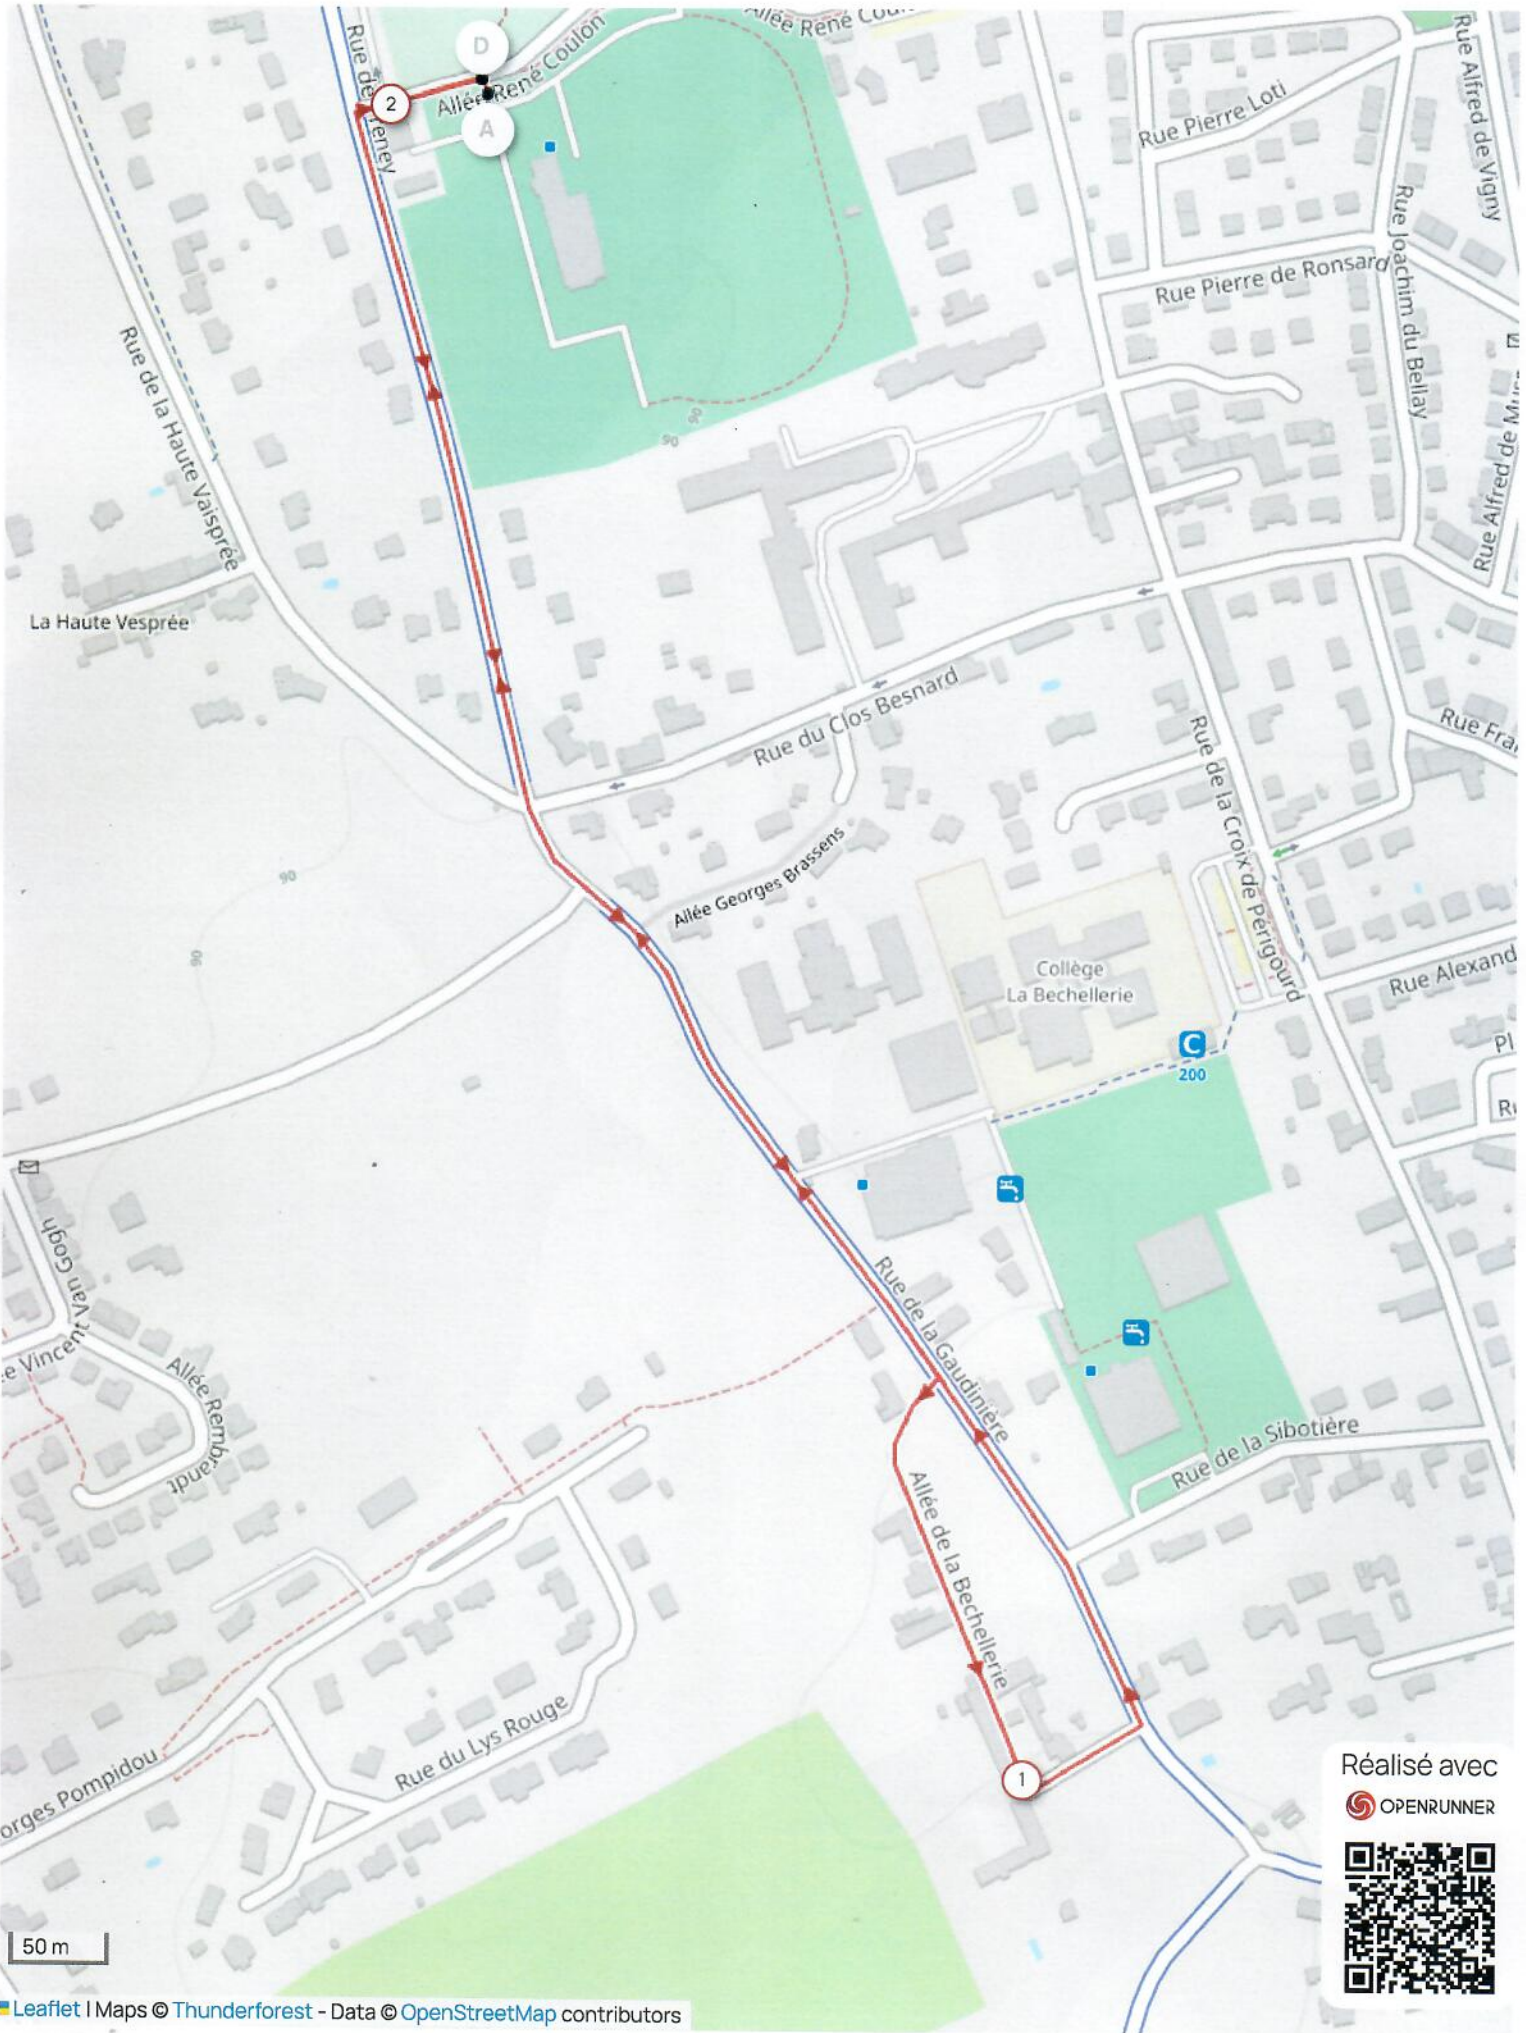 Allée René
D
Rue de
2
Allée René Coulon
A
Rue Pierre Loti
Rue Alfred de Vigny
Rue Joachim du Bellay
Rue Pierre de Ronsard
Rue de la Haute Vaisprée
90
90
Rue Alfred de
La Haute Vesprée
Rue du Clos Besnard
Rue de la Croix de Périgourd
Rue Fra
Allée Georges Brassens
90
90
Collège
La Bechellerie
Rue Alexand
C
200
Pl
Allée Rembrandt
Van Gogh
e Vincent
Rue de la Gaudinière
Rue de la Sibotière
Allée de la Bechellerie
Rue du Lys Rouge
orges Pompidou
1
Réalisé avec
OPENRUNNER
50 m
Leaflet | Maps © Thunderforest - Data © OpenStreetMap contributors